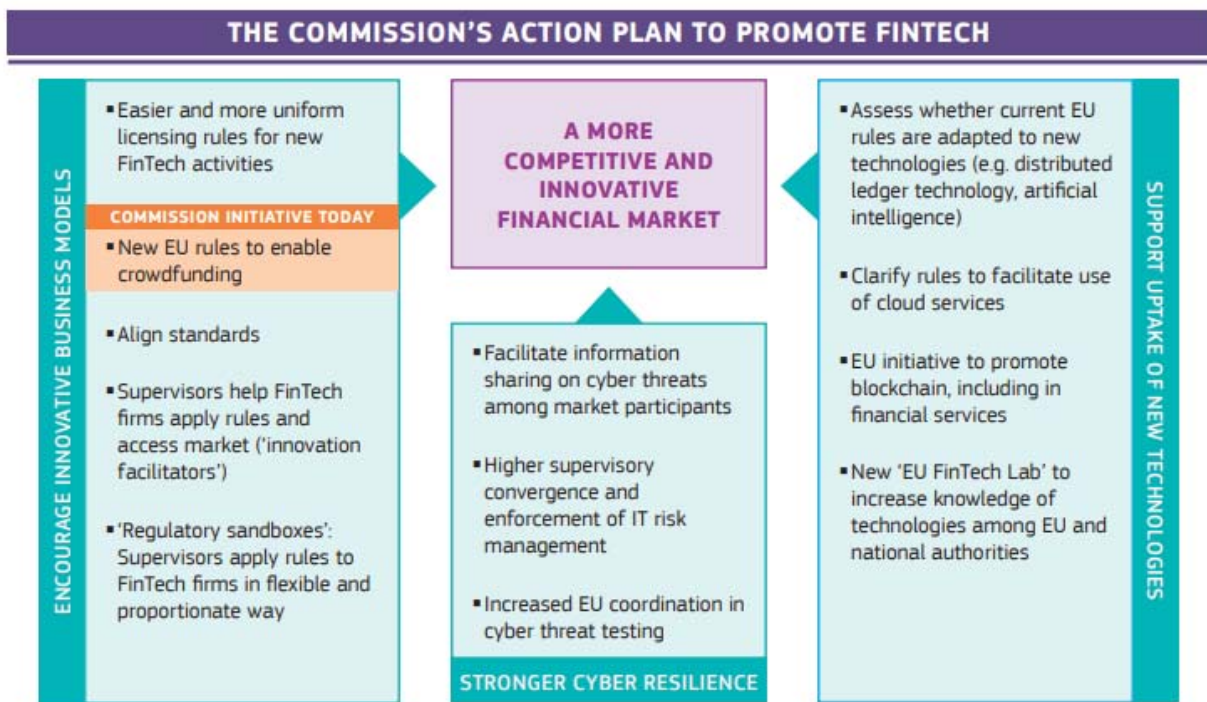 THE COMMISSION'S ACTION PLAN TO PROMOTE FINTECH
ENCOURAGE INNOVATIVE BUSINESS MODELS
▪Easier and more uniform
licensing rules for new
FinTech activities
COMMISSION INITIATIVE TODAY
▪New EU rules to enable
crowdfunding
▪Align standards
▪Supervisors help FinTech
firms apply rules and
access market ('innovation
facilitators')
▪'Regulatory sandboxes':
Supervisors apply rules to
FinTech firms in flexible and
proportionate way
A MORE
COMPETITIVE AND
INNOVATIVE
FINANCIAL MARKET
▪Facilitate information
sharing on cyber threats
among market participants
▪Higher supervisory
convergence and
enforcement of IT risk
management
▪Increased EU coordination in
cyber threat testing
STRONGER CYBER RESILIENCE
▪Assess whether current EU
rules are adapted to new
technologies (e.g. distributed
ledger technology, artificial
intelligence)
▪Clarify rules to facilitate use
of cloud services
▪EU initiative to promote
blockchain, including in
financial services
▪New 'EU FinTech Lab' to
increase knowledge of
technologies among EU and
national authorities
SUPPORT UPTAKE OF NEW TECHNOLOGIES